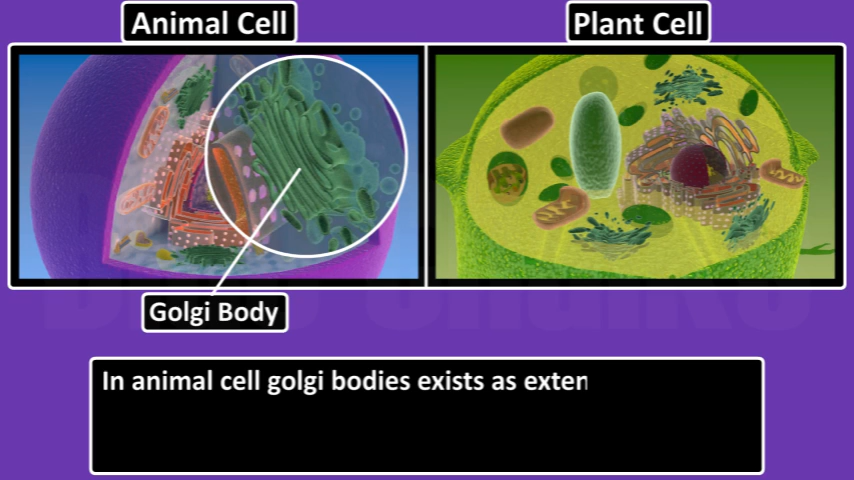 Animal Cell
Plant Cell
Golgi Body
In animal cell golgi bodies exists as exten